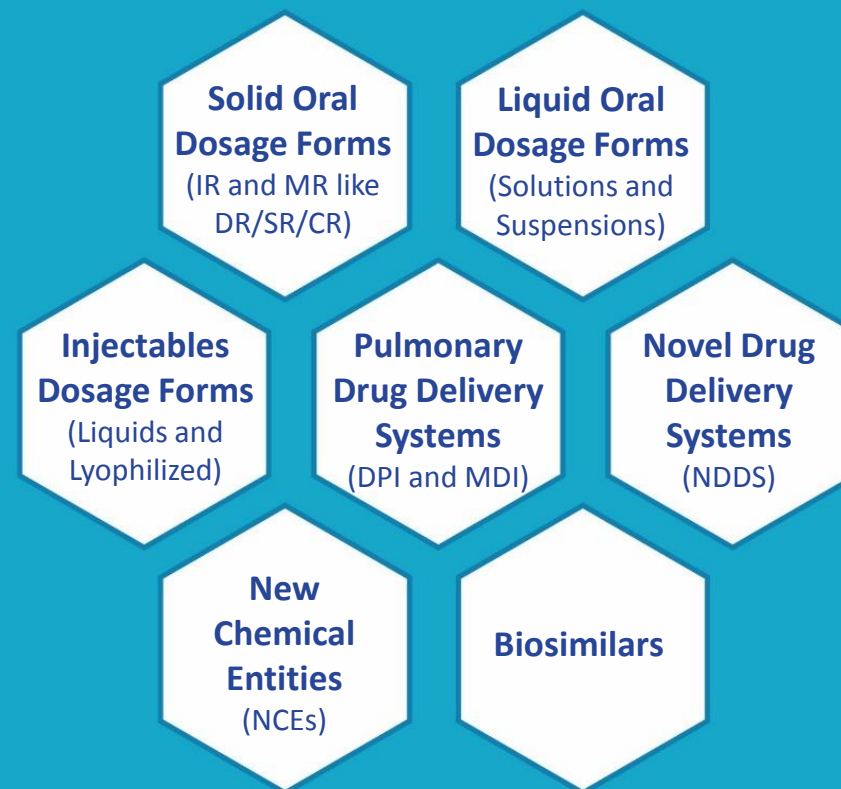 Solid Oral
Dosage Forms
(IR and MR like
DR/SR/CR)
Liquid Oral
Dosage Forms
(Solutions and
Suspensions)
Injectables
Dosage Forms
(Liquids and
Lyophilized)
Pulmonary
Drug Delivery
Systems
(DPI and MDI)
Novel Drug
Delivery
Systems
(NDDS)
New
Chemical
Entities
(NCEs)
Biosimilars